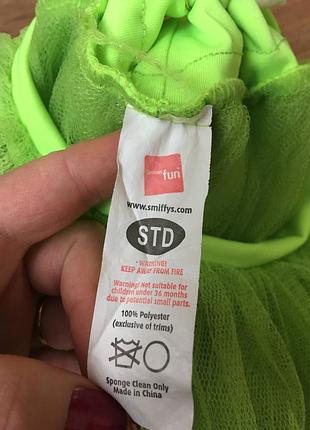 fun
www.smiffys.com
STD
WARNING!
KEEP AWAY FROM FIRE
Warning! Not suitable for
children under 36 months
due to potential small parts.
100% Polyester
(exclusive of trims)
Sponge Clean Only
Made in China